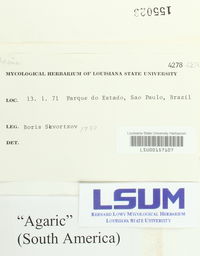 155023
4278
MYCOLOGICAL HERBARIUM OF LOUISIANA STATE UNIVERSITY
LOC. 13. 1. 71 Parque do Estado, Sao Paulo, Brazil
LEG. Boris Skvortzov
Louisiana State University Herbarium
DET.
LSUM
BERNARD LOWY MYCOLOGICAL HERBARIUM
LOUISIANA STATE UNIVERSITY
"Agaric"
(South America)